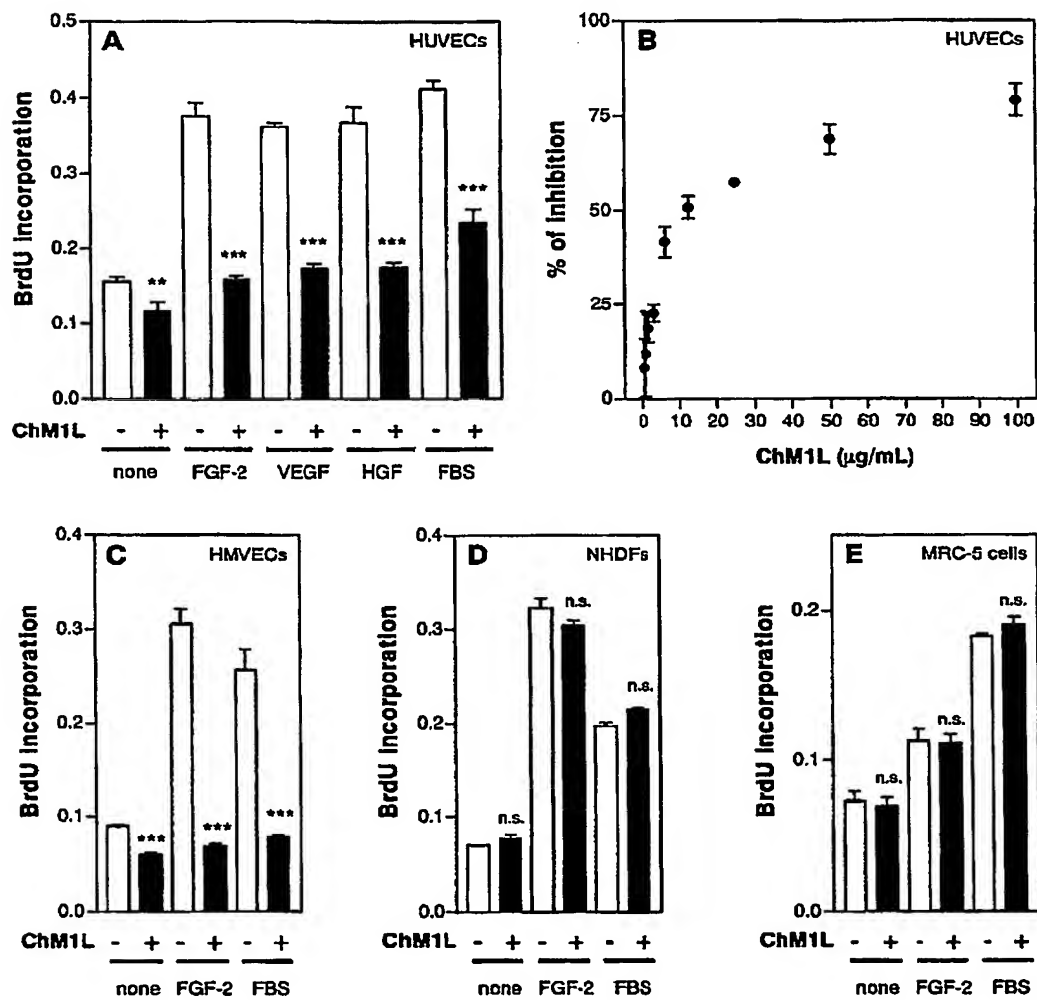 A
HUVECs
BrdU incorporation
0.5
0.4
0.3
0.2
0.1
0.0
** *** *** *** ***
ChM1L - + - + - + - + - +
none FGF-2 VEGF HGF FBS
B
HUVECs
% of inhibition
100
75
50
25
0
0 10 20 30 40 50 60 70 80 90 100
ChM1L (µg/mL)
C
HMVECs
BrdU incorporation
0.4
0.3
0.2
0.1
0.0
*** *** ***
ChM1L - + - + - +
none FGF-2 FBS
D
NHDFs
BrdU incorporation
0.4
0.3
0.2
0.1
0.0
n.s. n.s. n.s.
ChM1L - + - + - +
none FGF-2 FBS
E
MRC-5 cells
BrdU incorporation
0.2
0.1
0.0
n.s. n.s. n.s.
ChM1L - + - + - +
none FGF-2 FBS